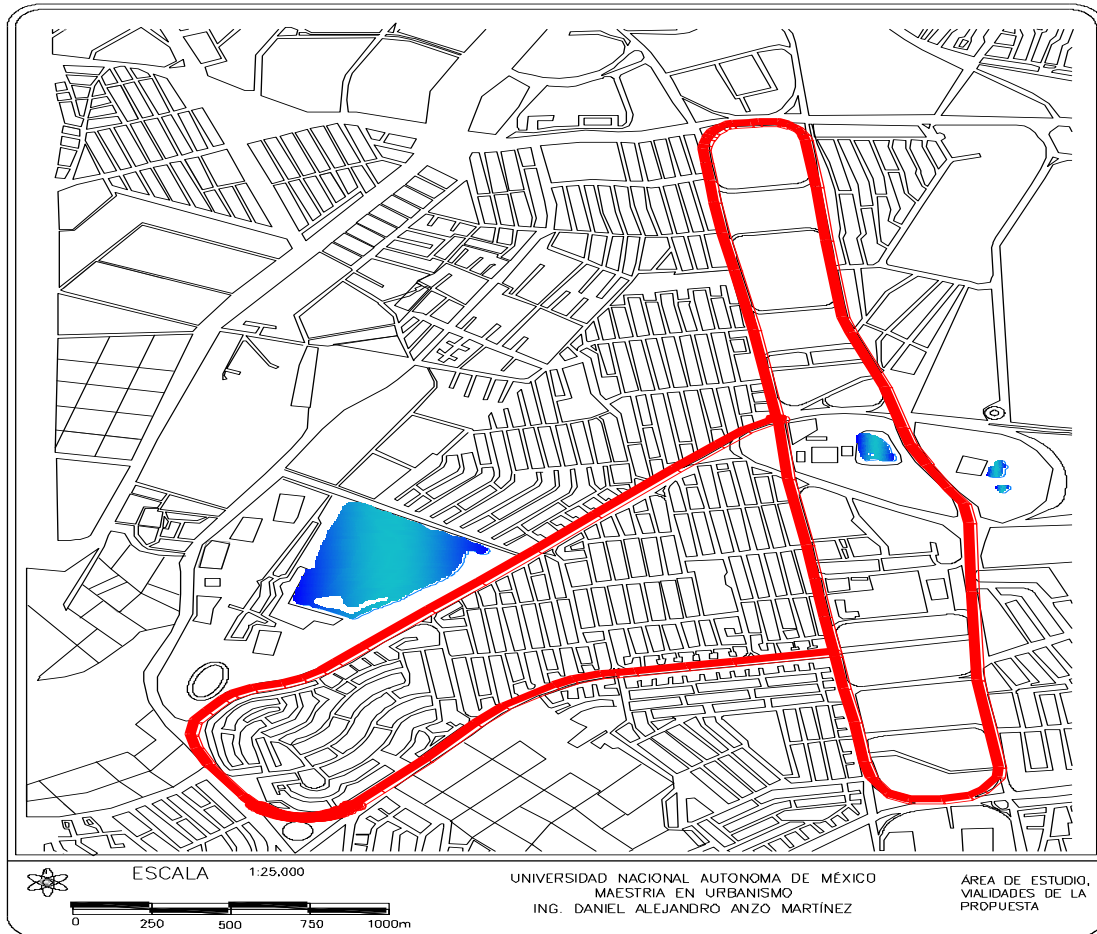 ESCALA 1:25,000
0 250 500 750 1000m
UNIVERSIDAD NACIONAL AUTONOMA DE MÉXICO
MAESTRIA EN URBANISMO
ING. DANIEL ALEJANDRO ANZO MARTÍNEZ
ÁREA DE ESTUDIO,
VIALIDADES DE LA
PROPUESTA